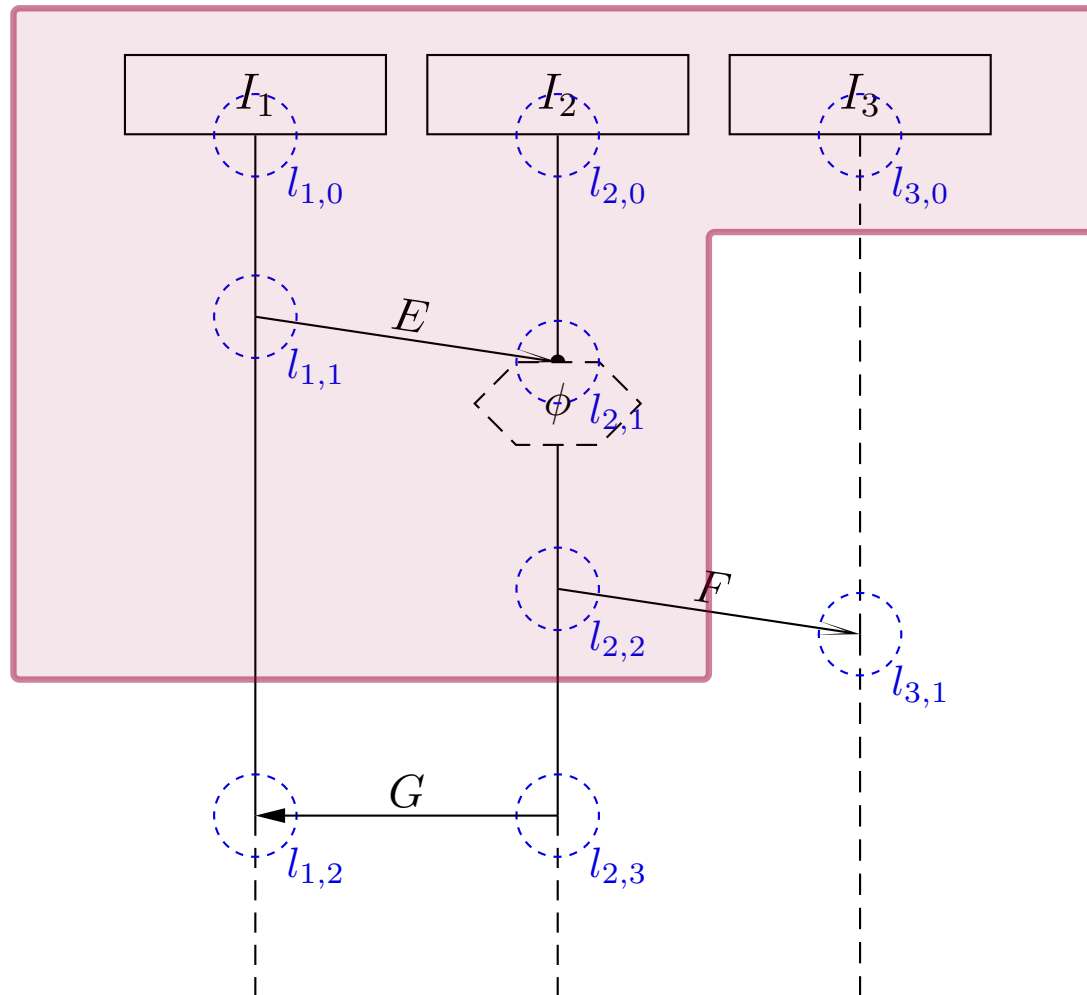 I₁ I₂ I₃
l₁,₀ l₂,₀ l₃,₀
E
l₁,₁
ϕ l₂,₁
F
l₂,₂
l₃,₁
G
l₁,₂ l₂,₃